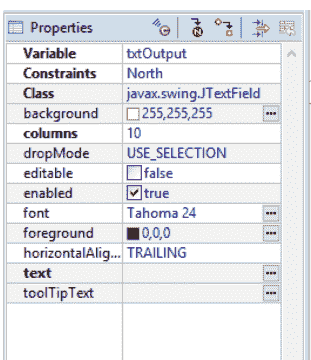 Properties
Variable txtOutput
Constraints North
Class javax.swing.JTextField
background 255,255,255 ...
columns 10
dropMode USE_SELECTION
editable false
enabled true
font Tahoma 24 ...
foreground 0,0,0 ...
horizontalAlig... TRAILING
text ...
toolTipText ...